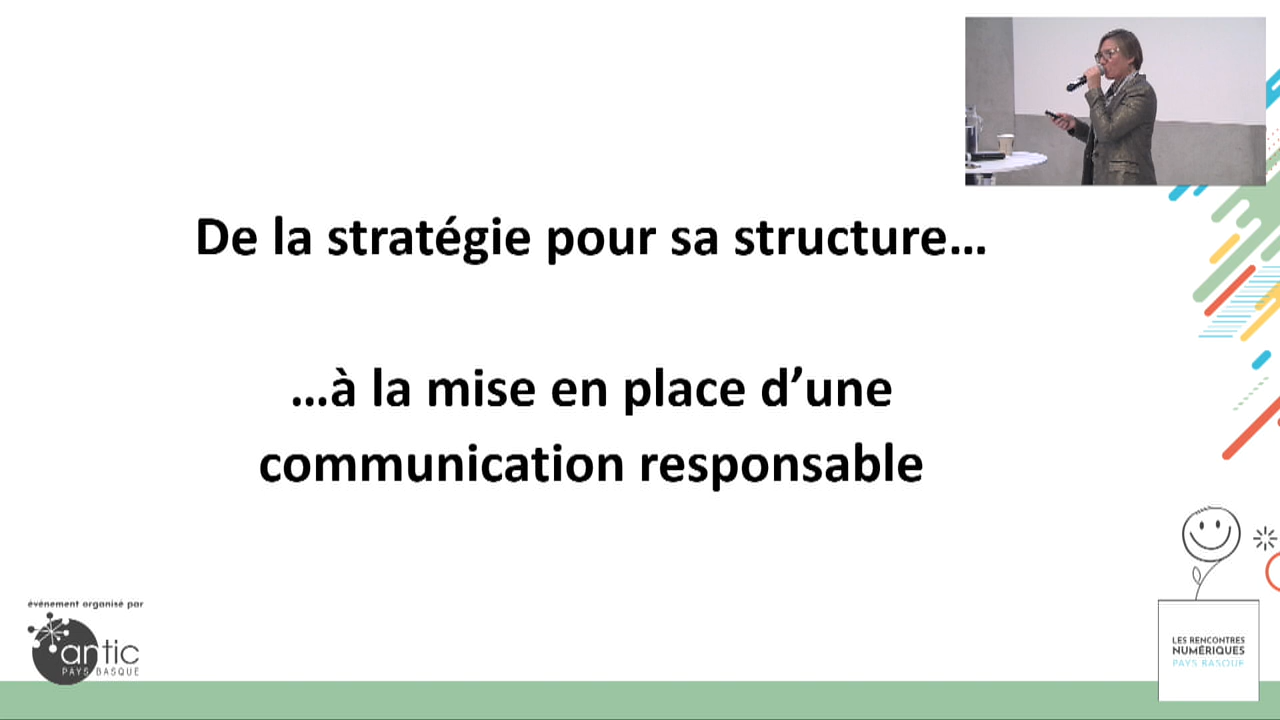 De la stratégie pour sa structure...
...à la mise en place d’une
communication responsable
évènement organisé par
antic
PAYS BASQUE
LES RENCONTRES
NUMÉRIQUES
PAYS BASQUE